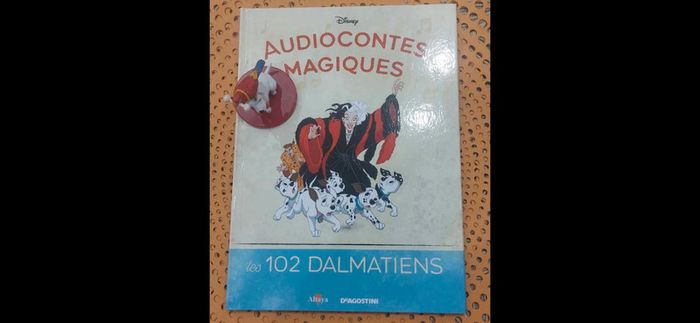 Disney
AUDIOCONTES
MAGIQUES
les 102 DALMATIENS
Altaya DeAGOSTINI